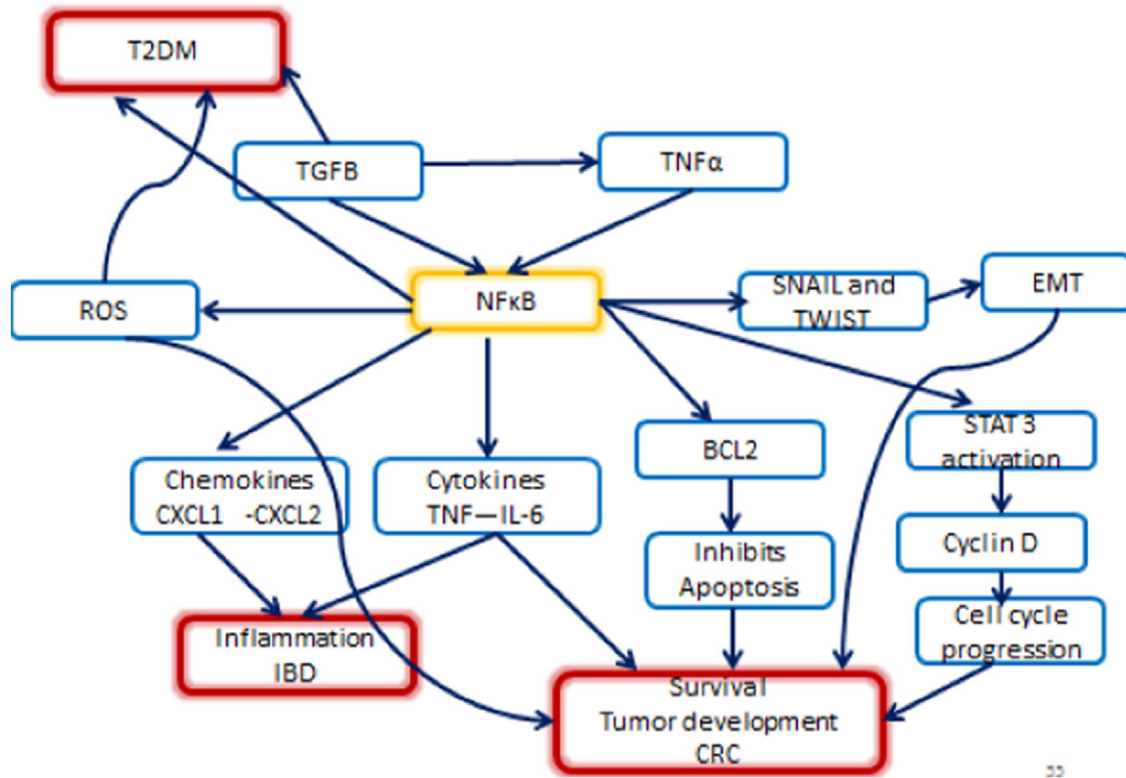 T2DM
TGFB
TNFα
ROS
NFκB
SNAIL and
TWIST
EMT
Chemokines
CXCL1 -CXCL2
Cytokines
TNF—IL-6
BCL2
STAT 3
activation
Inhibits
Apoptosis
Cyclin D
Cell cycle
progression
Inflammation
IBD
Survival
Tumor development
CRC
55